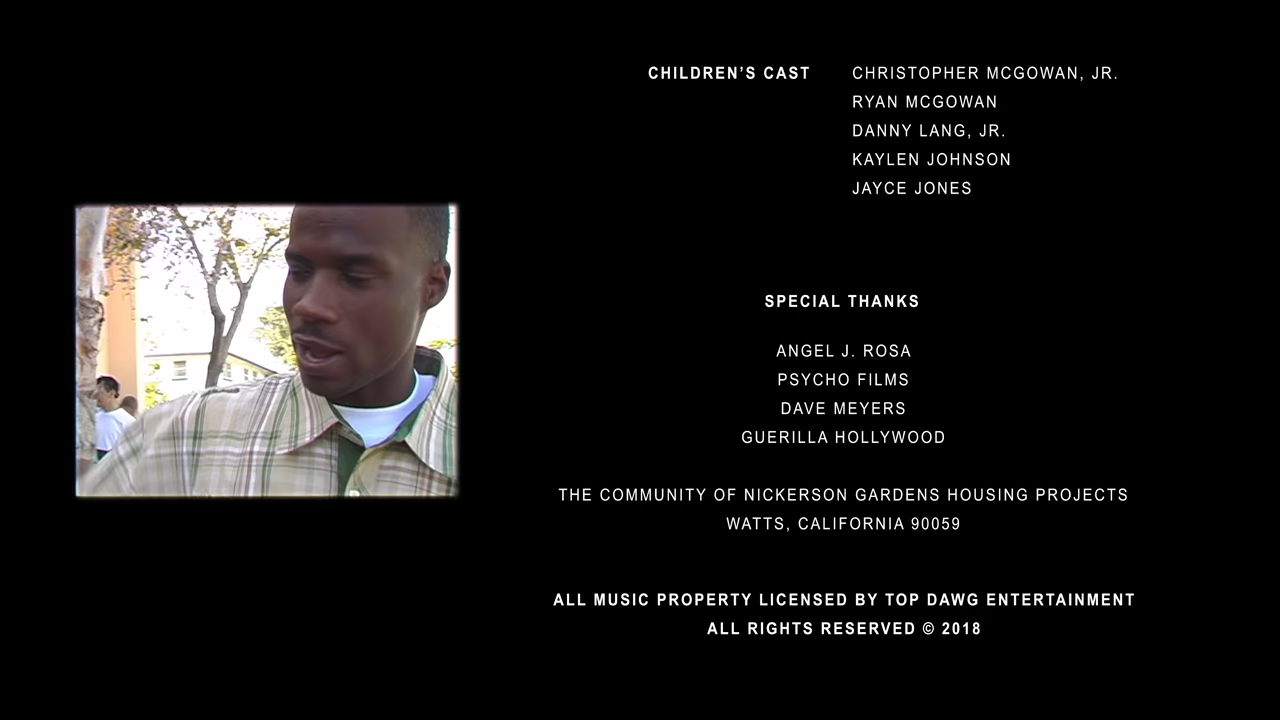 CHILDREN’S CAST CHRISTOPHER MCGOWAN, JR.
RYAN MCGOWAN
DANNY LANG, JR.
KAYLEN JOHNSON
JAYCE JONES
SPECIAL THANKS
ANGEL J. ROSA
PSYCHO FILMS
DAVE MEYERS
GUERILLA HOLLYWOOD
THE COMMUNITY OF NICKERSON GARDENS HOUSING PROJECTS
WATTS, CALIFORNIA 90059
ALL MUSIC PROPERTY LICENSED BY TOP DAWG ENTERTAINMENT
ALL RIGHTS RESERVED © 2018